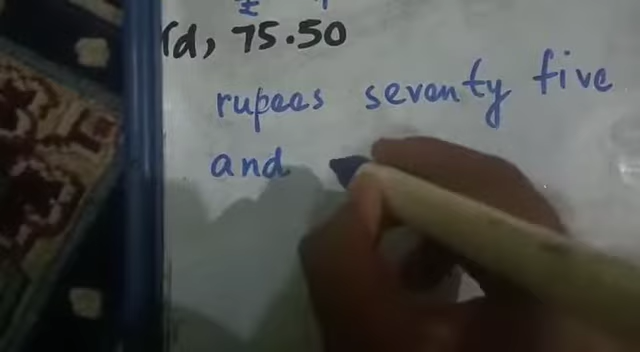 (d, 75.50
rupees seventy five
and